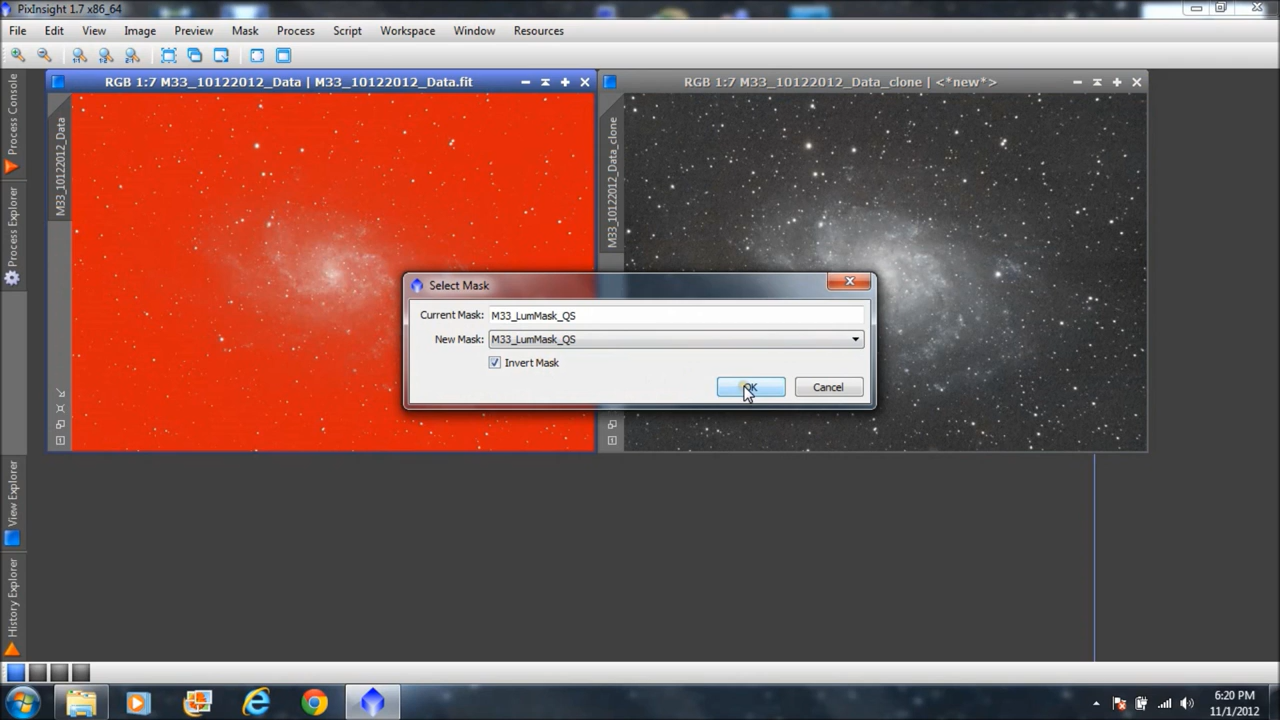 PixInsight 1.7 x86_64
File Edit View Image Preview Mask Process Script Workspace Window Resources
RGB 1:7 M33_10122012_Data | M33_10122012_Data.fit
RGB 1:7 M33_10122012_Data_clone | <*new*>
Process Console
Process Explorer
View Explorer
History Explorer
M33_10122012_Data
M33_10122012_Data_clone
Select Mask
Current Mask: M33_LumMask_QS
New Mask: M33_LumMask_QS
Invert Mask
OK Cancel
6:20 PM
11/1/2012